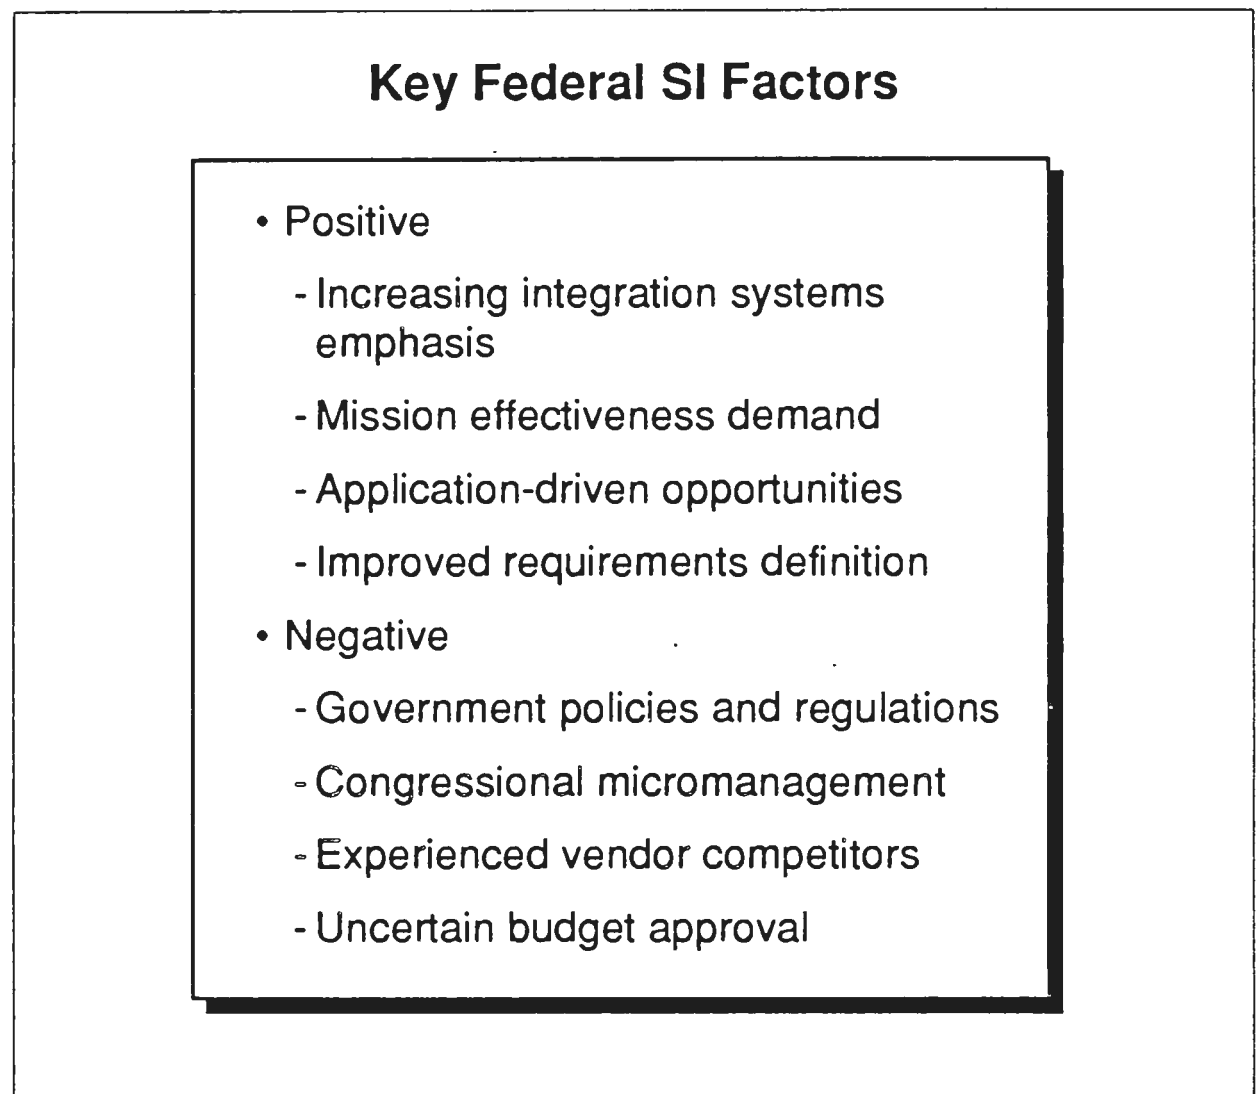 Key Federal SI Factors
• Positive
- Increasing integration systems
emphasis
- Mission effectiveness demand
- Application-driven opportunities
- Improved requirements definition
• Negative
- Government policies and regulations
- Congressional micromanagement
- Experienced vendor competitors
- Uncertain budget approval